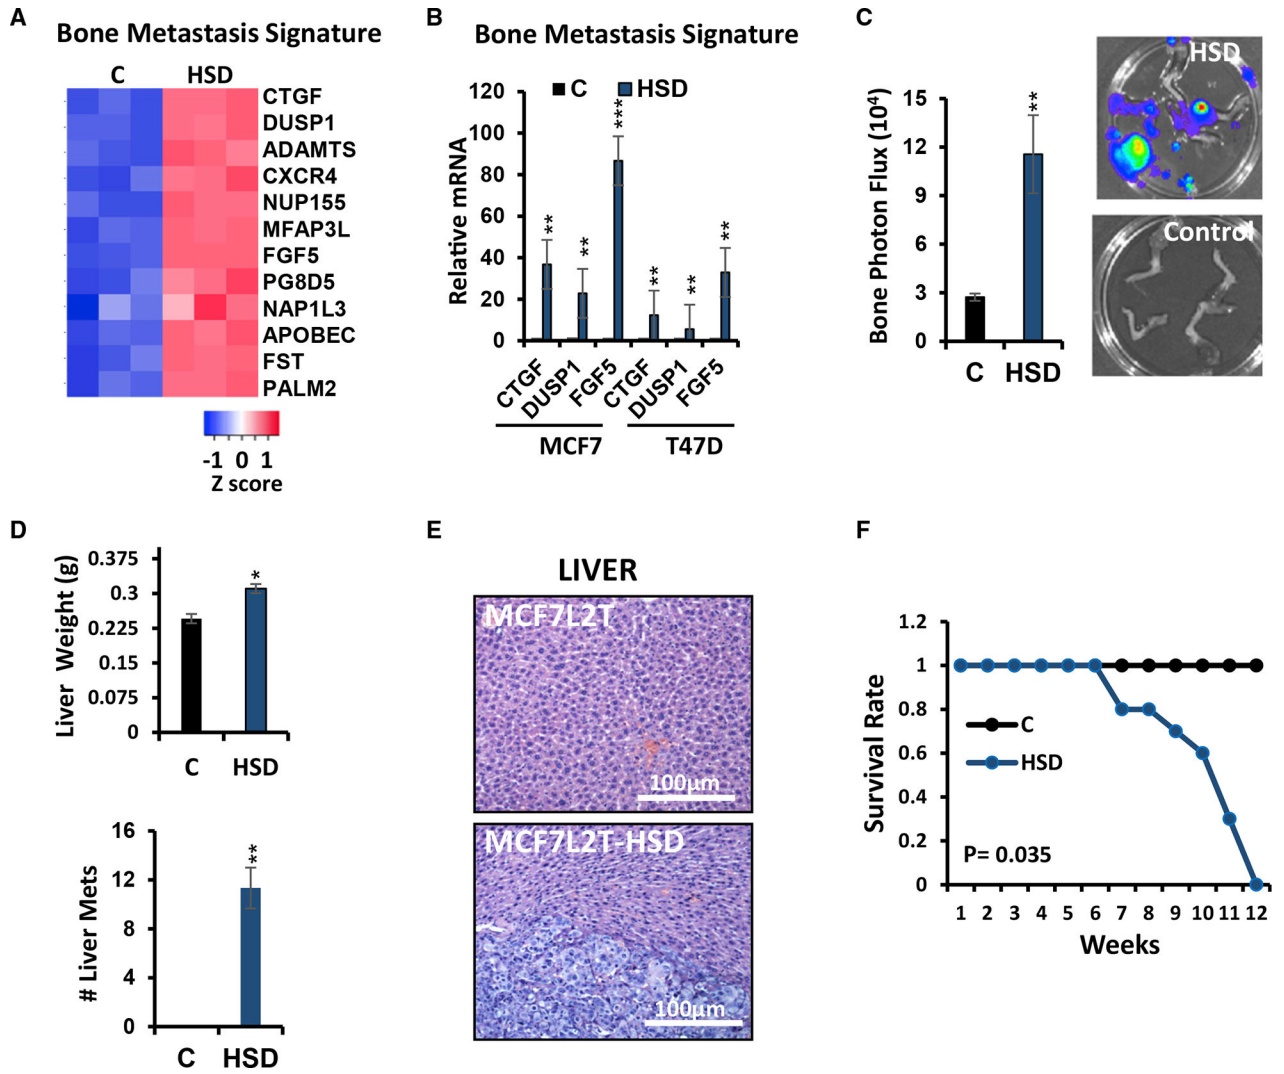 A
Bone Metastasis Signature
C HSD
CTGF
DUSP1
ADAMTS
CXCR4
NUP155
MFAP3L
FGF5
PG8D5
NAP1L3
APOBEC
FST
PALM2
-1 0 1
Z score
B
Bone Metastasis Signature
C HSD
Relative mRNA
120
100
80
60
40
20
0
**
**
***
**
**
**
CTGF
DUSP1
FGF5
CTGF
DUSP1
FGF5
MCF7 T47D
C
Bone Photon Flux (10⁴)
15
12
9
6
3
0
**
C HSD
HSD
Control
D
Liver Weight (g)
0.375
0.3
0.225
0.15
0.075
0
*
C HSD
# Liver Mets
16
12
8
4
0
**
C HSD
E
LIVER
MCF7L2T
100µm
MCF7L2T-HSD
100µm
F
Survival Rate
1.2
1
0.8
0.6
0.4
0.2
0
C
HSD
P= 0.035
1 2 3 4 5 6 7 8 9 10 11 12
Weeks